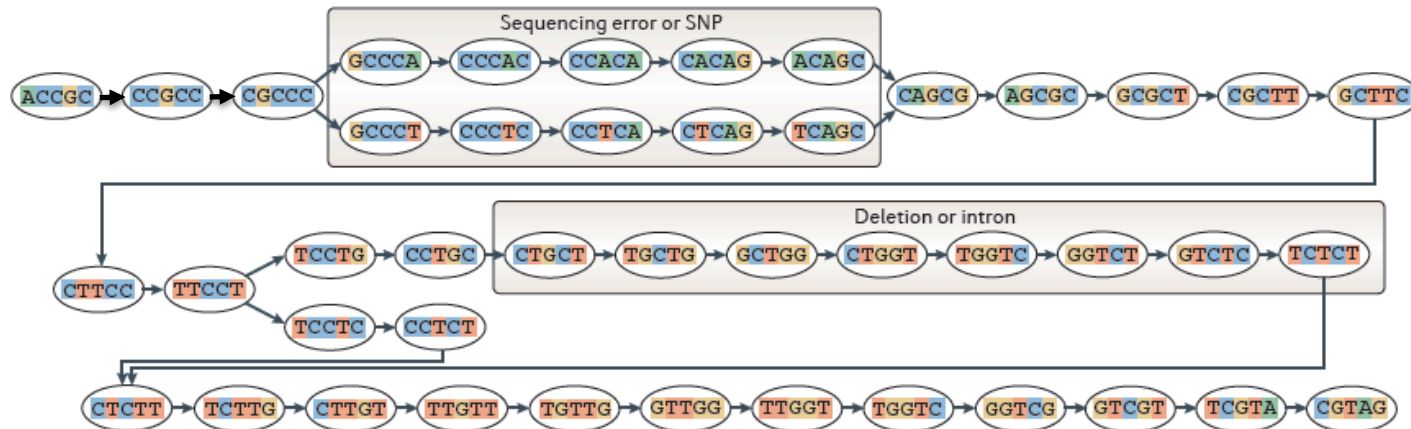 Sequencing error or SNP
GCCCA CCCAC CCACA CACAG ACAGC
ACCGC CCGCC CGCCC CAGCG AGCGC GCGCT CGCTT GCTTC
GCCCT CCCTC CCTCA CTCAG TCAGC
Deletion or intron
TCCTG CCTGC CTGCT TGCTG GCTGG CTGGT TGGTC GGTCT GTCTC TCTCT
CTTCC TTCCT
TCCTC CCTCT
CTCTT TCTTG CTTGT TTGTT TGTTG GTTGG TTGGT TGGTC GGTCG GTCGT TCGTA CGTAG